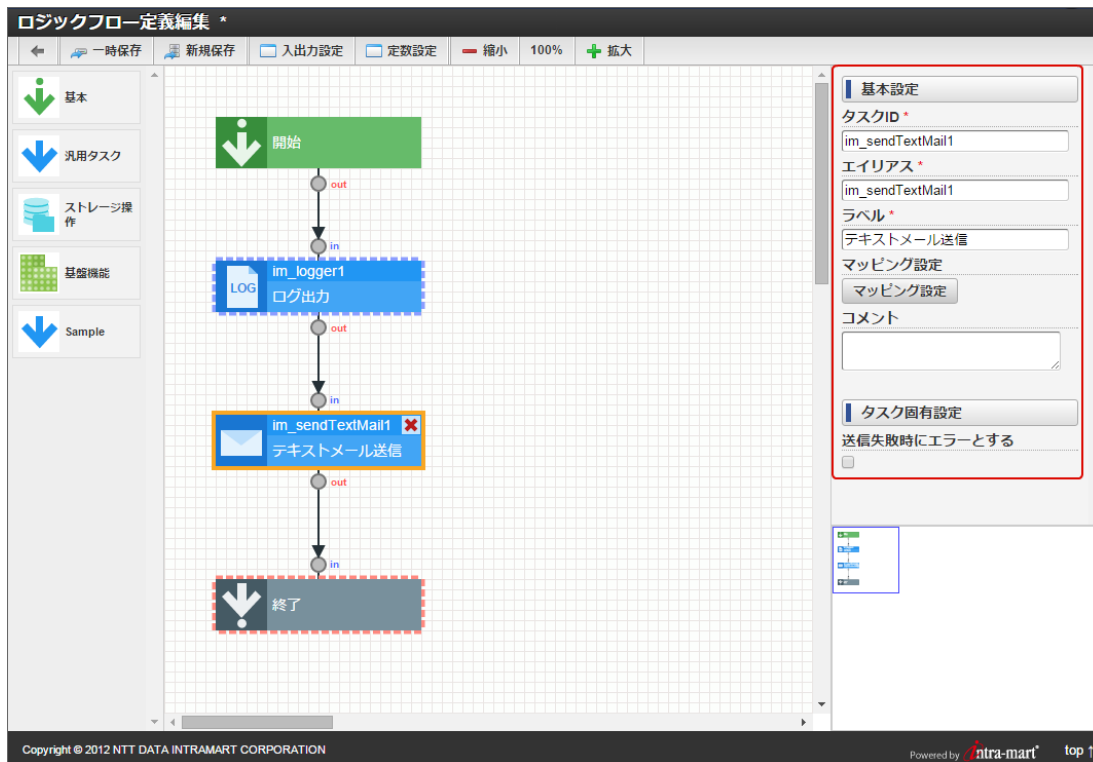 ロジックフロー定義編集 *
一時保存 新規保存 入出力設定 定数設定 縮小 100% 拡大
基本
汎用タスク
ストレージ操
作
基盤機能
Sample
開始
out
in
im_logger1
LOG
ログ出力
out
in
im_sendTextMail1
テキストメール送信
out
in
終了
基本設定
タスクID *
im_sendTextMail1
エイリアス *
im_sendTextMail1
ラベル *
テキストメール送信
マッピング設定
マッピング設定
コメント
タスク固有設定
送信失敗時にエラーとする
Copyright © 2012 NTT DATA INTRAMART CORPORATION
Powered by intra-mart top ↑